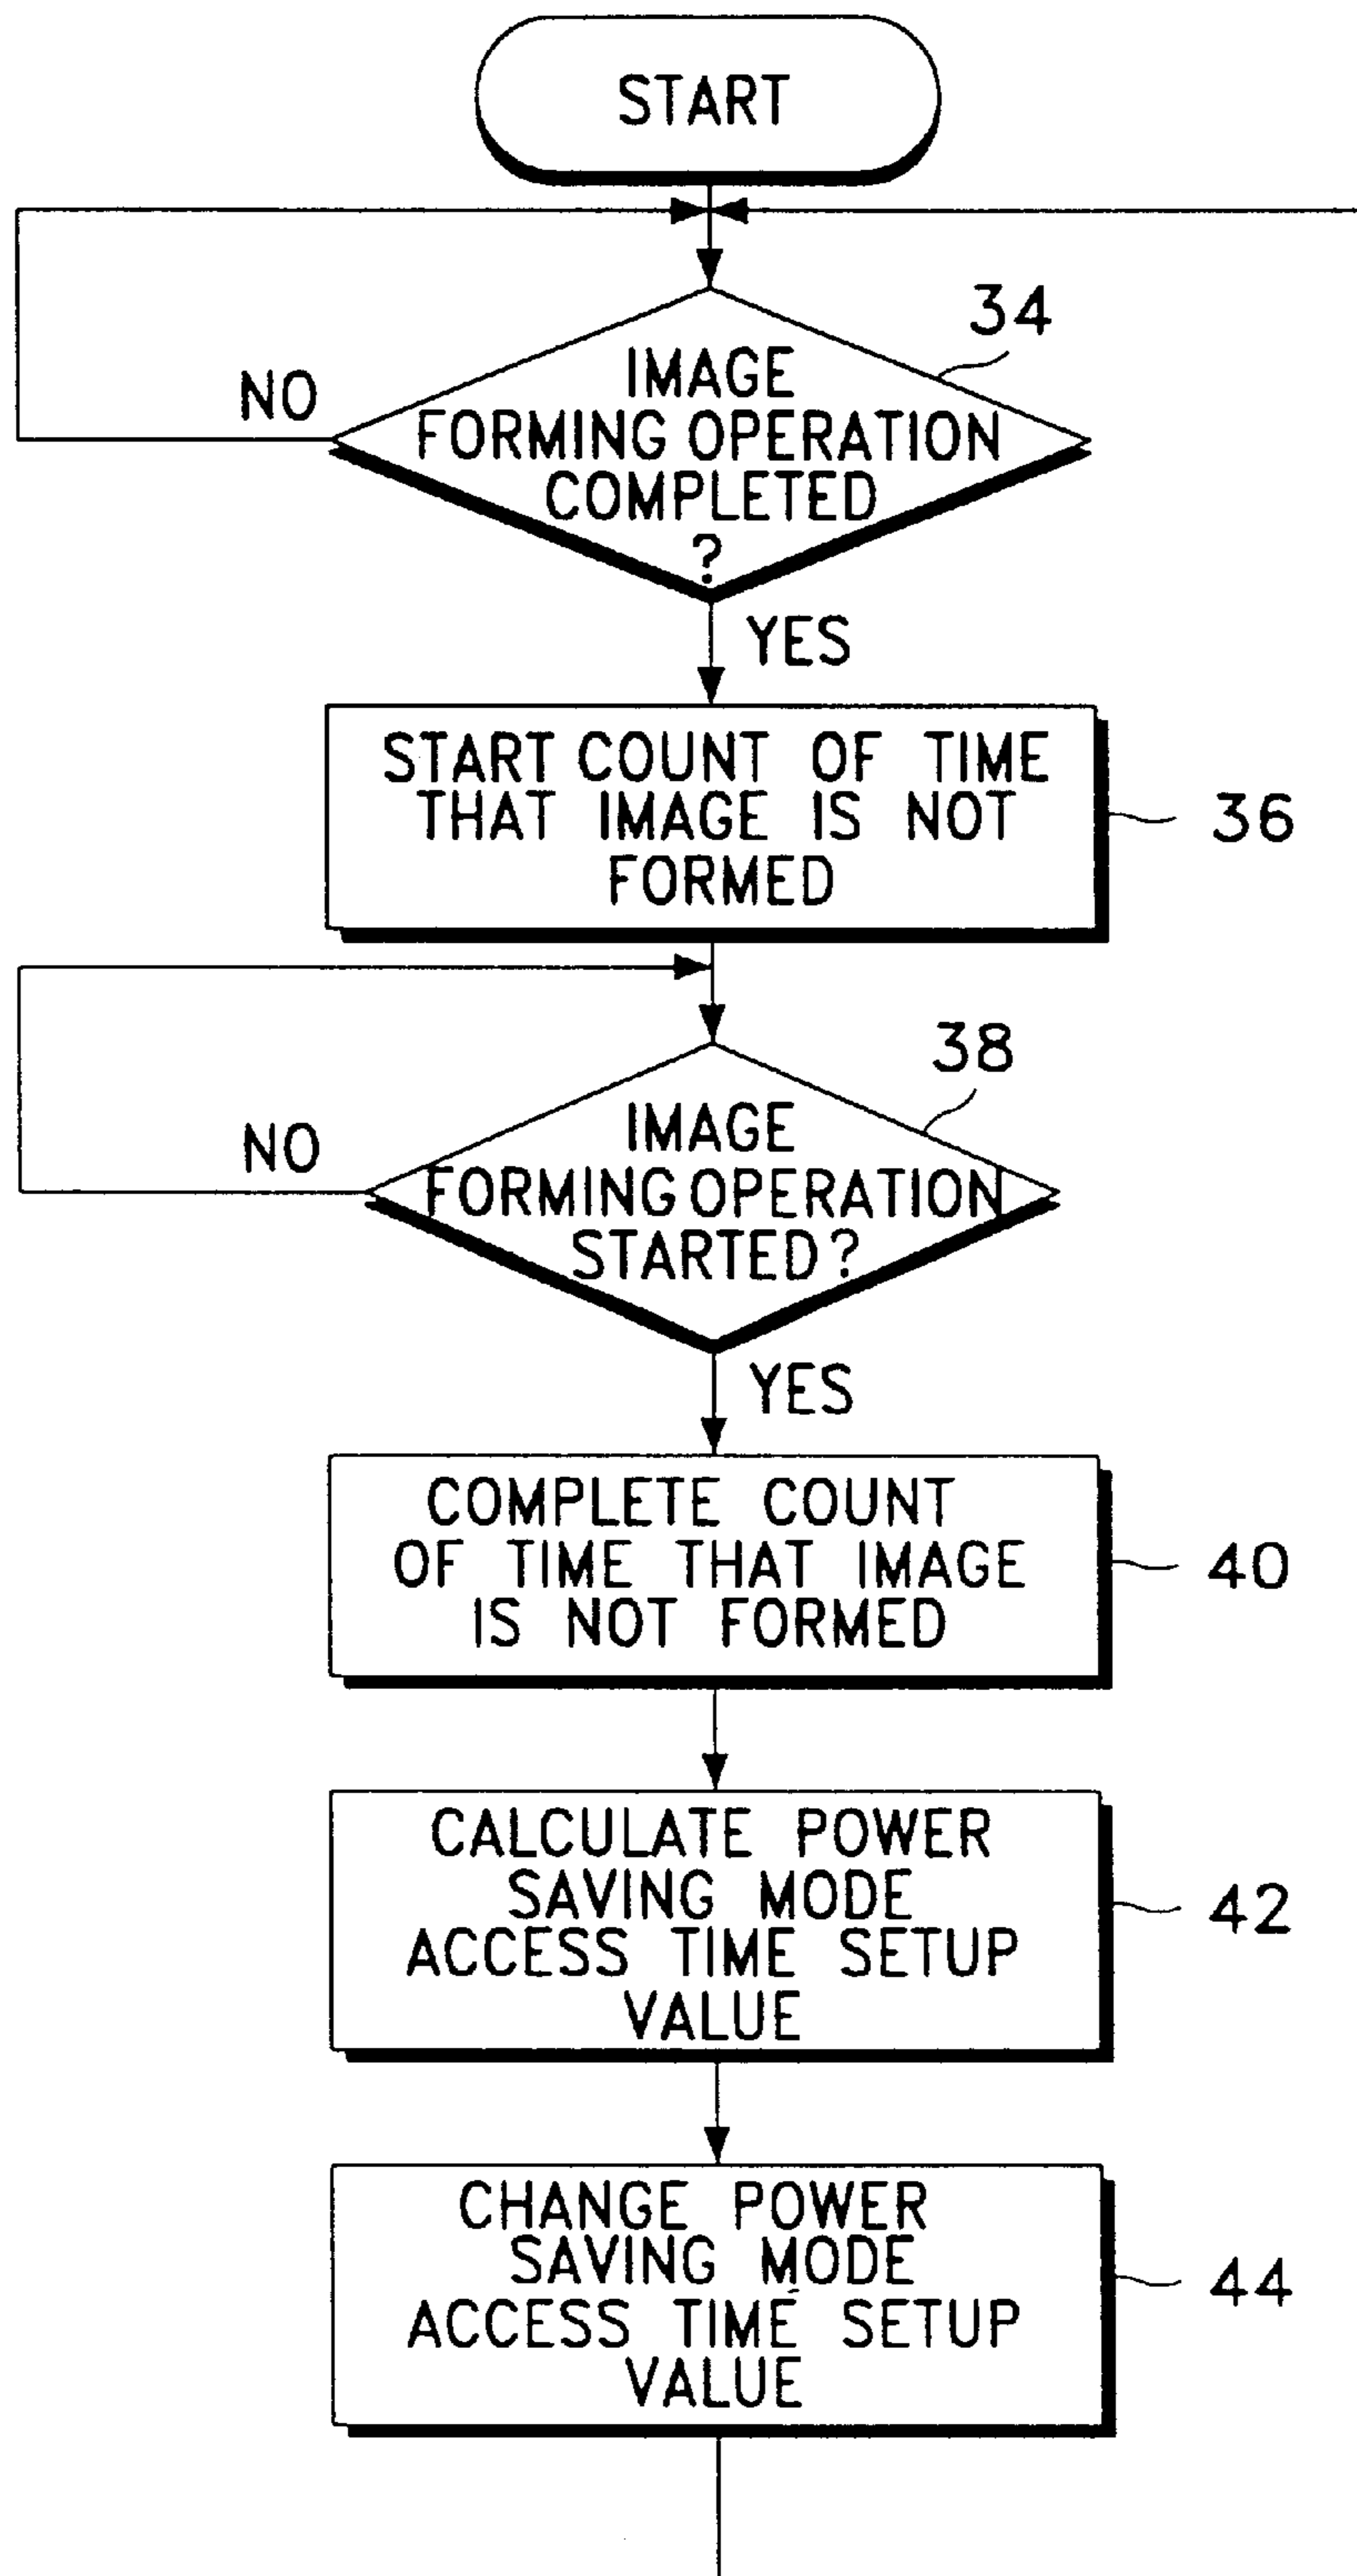 START
34
IMAGE
FORMING OPERATION
COMPLETED
?
NO
YES
START COUNT OF TIME
THAT IMAGE IS NOT
FORMED
36
38
IMAGE
FORMING OPERATION
STARTED?
NO
YES
COMPLETE COUNT
OF TIME THAT IMAGE
IS NOT FORMED
40
CALCULATE POWER
SAVING MODE
ACCESS TIME SETUP
VALUE
42
CHANGE POWER
SAVING MODE
ACCESS TIME SETUP
VALUE
44